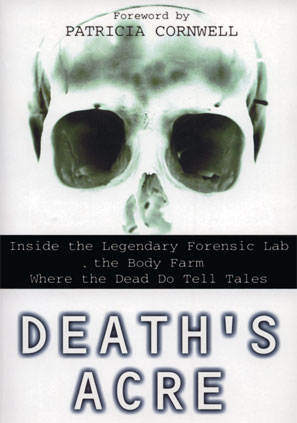 Foreword by
PATRICIA CORNWELL
Inside the Legendary Forensic Lab
. the Body Farm
Where the Dead Do Tell Tales
DEATH'S
ACRE